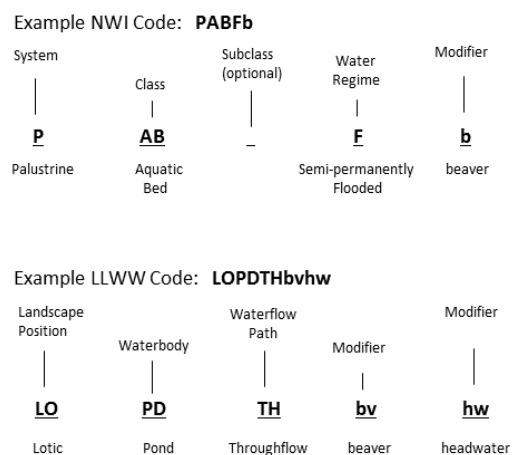 Example NWI Code: PABFb
System
Class
Subclass
(optional)
Water
Regime
Modifier
P
AB
_
F
b
Palustrine
Aquatic
Bed
Semi-permanently
Flooded
beaver
Example LLWW Code: LOPDTHbvhw
Landscape
Position
Waterbody
Waterflow
Path
Modifier
Modifier
LO
PD
TH
bv
hw
Lotic
Pond
Throughflow
beaver
headwater